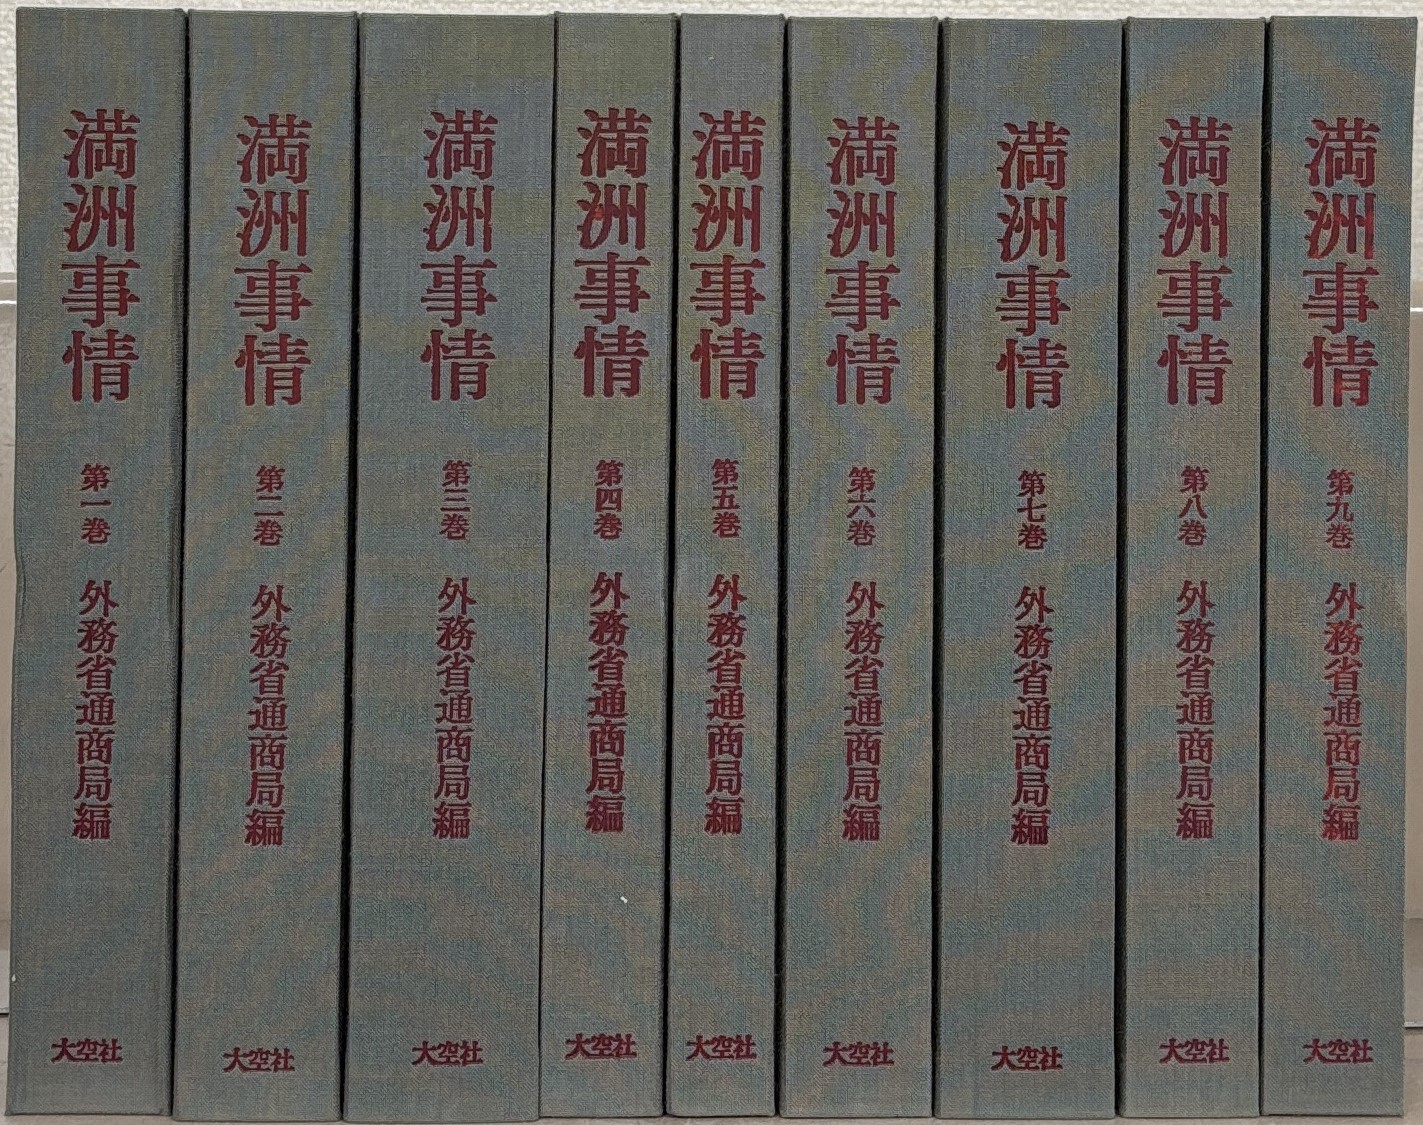 満洲事情 第一巻 外務省通商局編
大空社
満洲事情 第二巻 外務省通商局編
大空社
満洲事情 第三巻 外務省通商局編
大空社
満洲事情 第四巻 外務省通商局編
大空社
満洲事情 第五巻 外務省通商局編
大空社
満洲事情 第六巻 外務省通商局編
大空社
満洲事情 第七巻 外務省通商局編
大空社
満洲事情 第八巻 外務省通商局編
大空社
満洲事情 第九巻 外務省通商局編
大空社